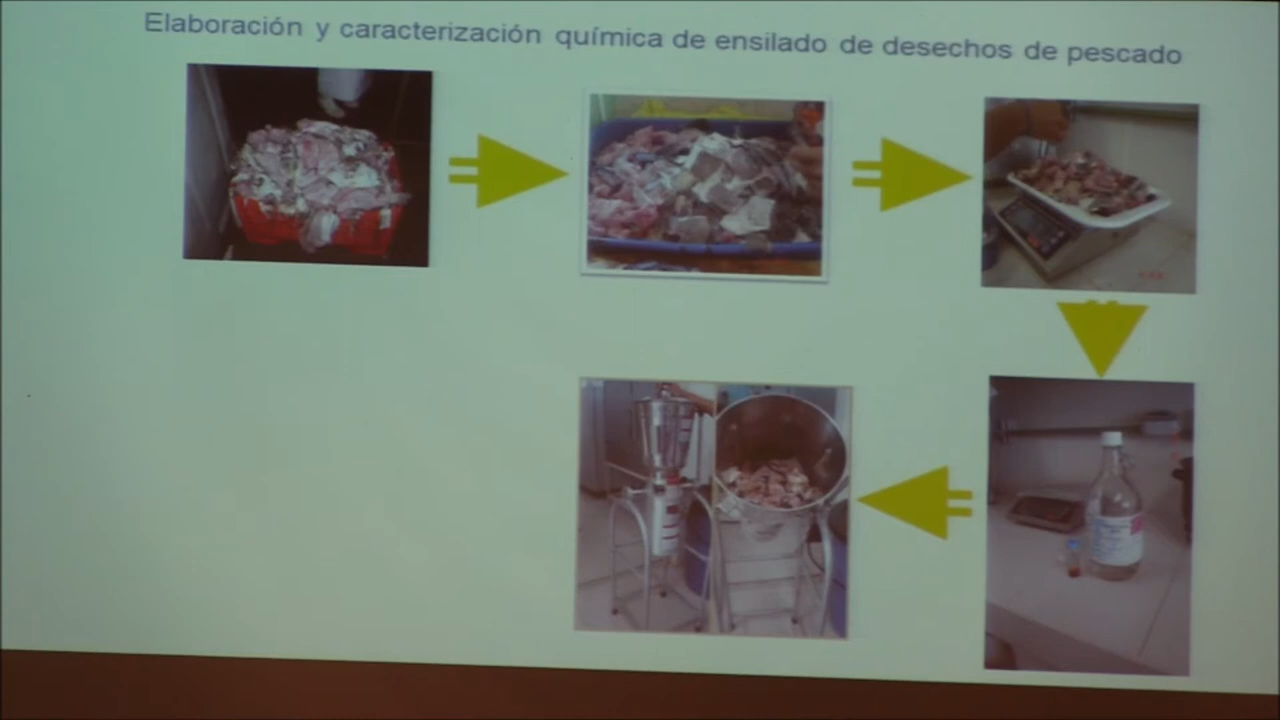 Elaboración y caracterización química de ensilado de desechos de pescado